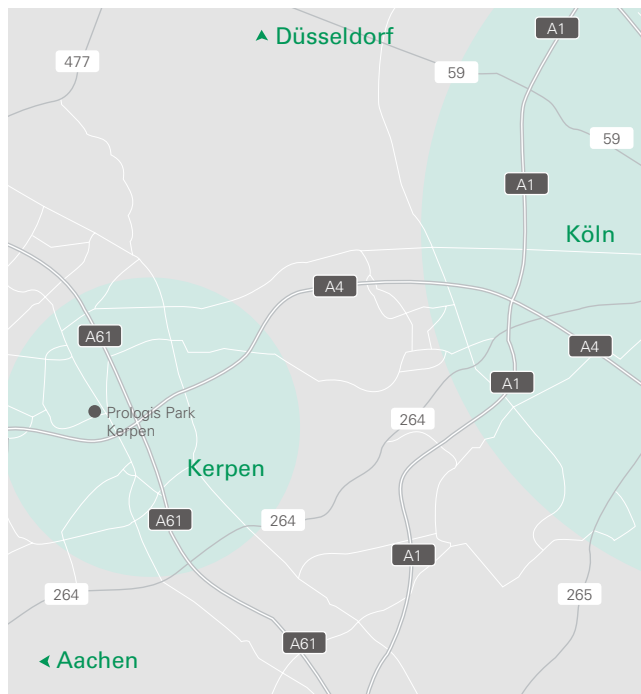 A1
Düsseldorf
477
59
59
A1
Köln
A4
A61
A4
A1
Prologis Park
Kerpen
264
Kerpen
A61
264
A1
264
265
A61
Aachen